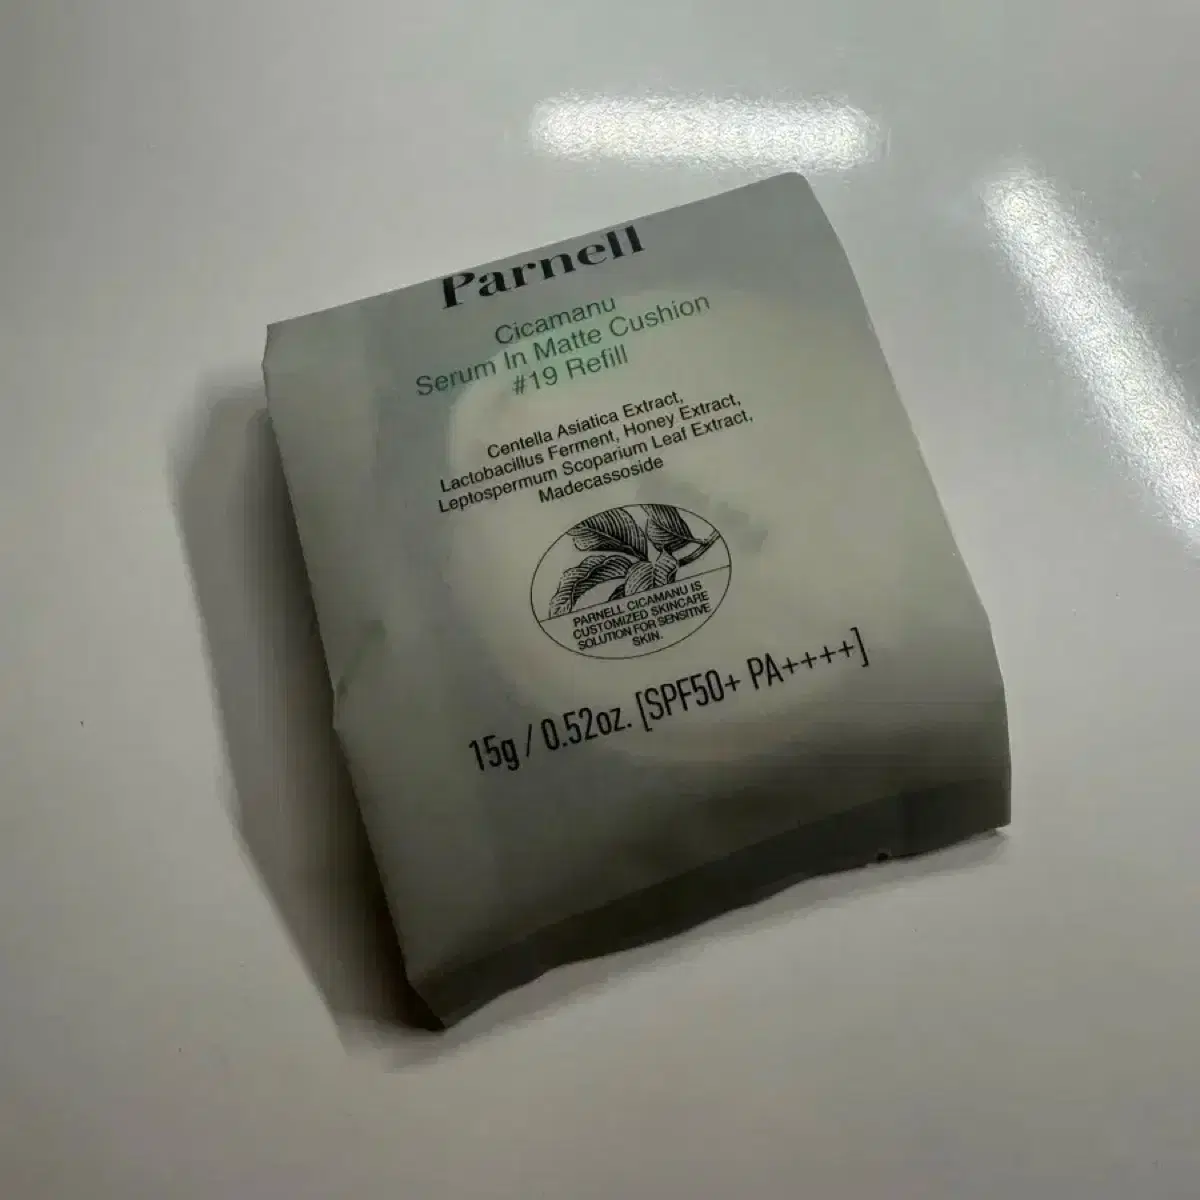 Parnell
Cicamanu
Serum In Matte Cushion
#19 Refill
Centella Asiatica Extract,
Lactobacillus Ferment, Honey Extract,
Leptospermum Scoparium Leaf Extract,
Madecassoside
PARNELL CICAMANU IS
CUSTOMIZED SKINCARE
SOLUTION FOR SENSITIVE
SKIN.
15g / 0.52oz. [SPF50+ PA++++]